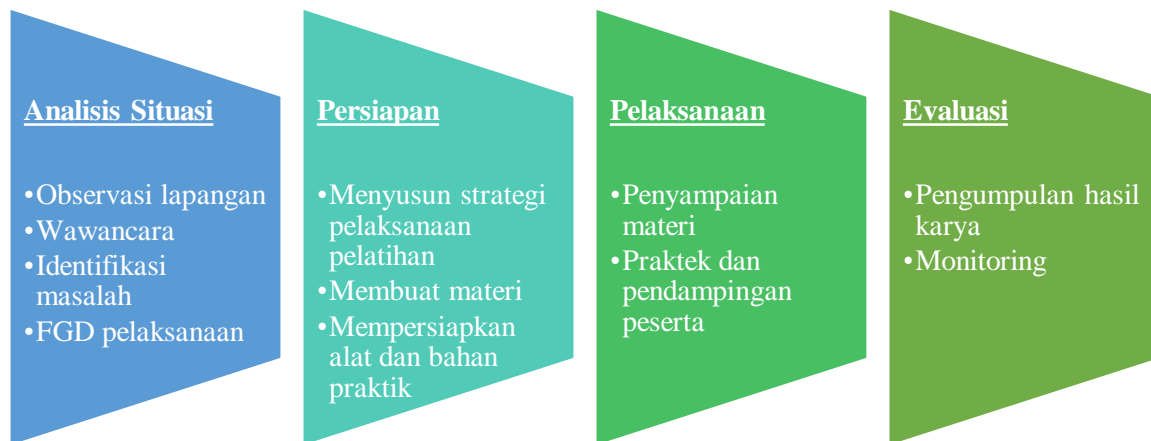 Analisis Situasi
•Observasi lapangan
•Wawancara
•Identifikasi
masalah
•FGD pelaksanaan
Persiapan
•Menyusun strategi
pelaksanaan
pelatihan
•Membuat materi
•Mempersiapkan
alat dan bahan
praktik
Pelaksanaan
•Penyampaian
materi
•Praktek dan
pendampingan
peserta
Evaluasi
•Pengumpulan hasil
karya
•Monitoring